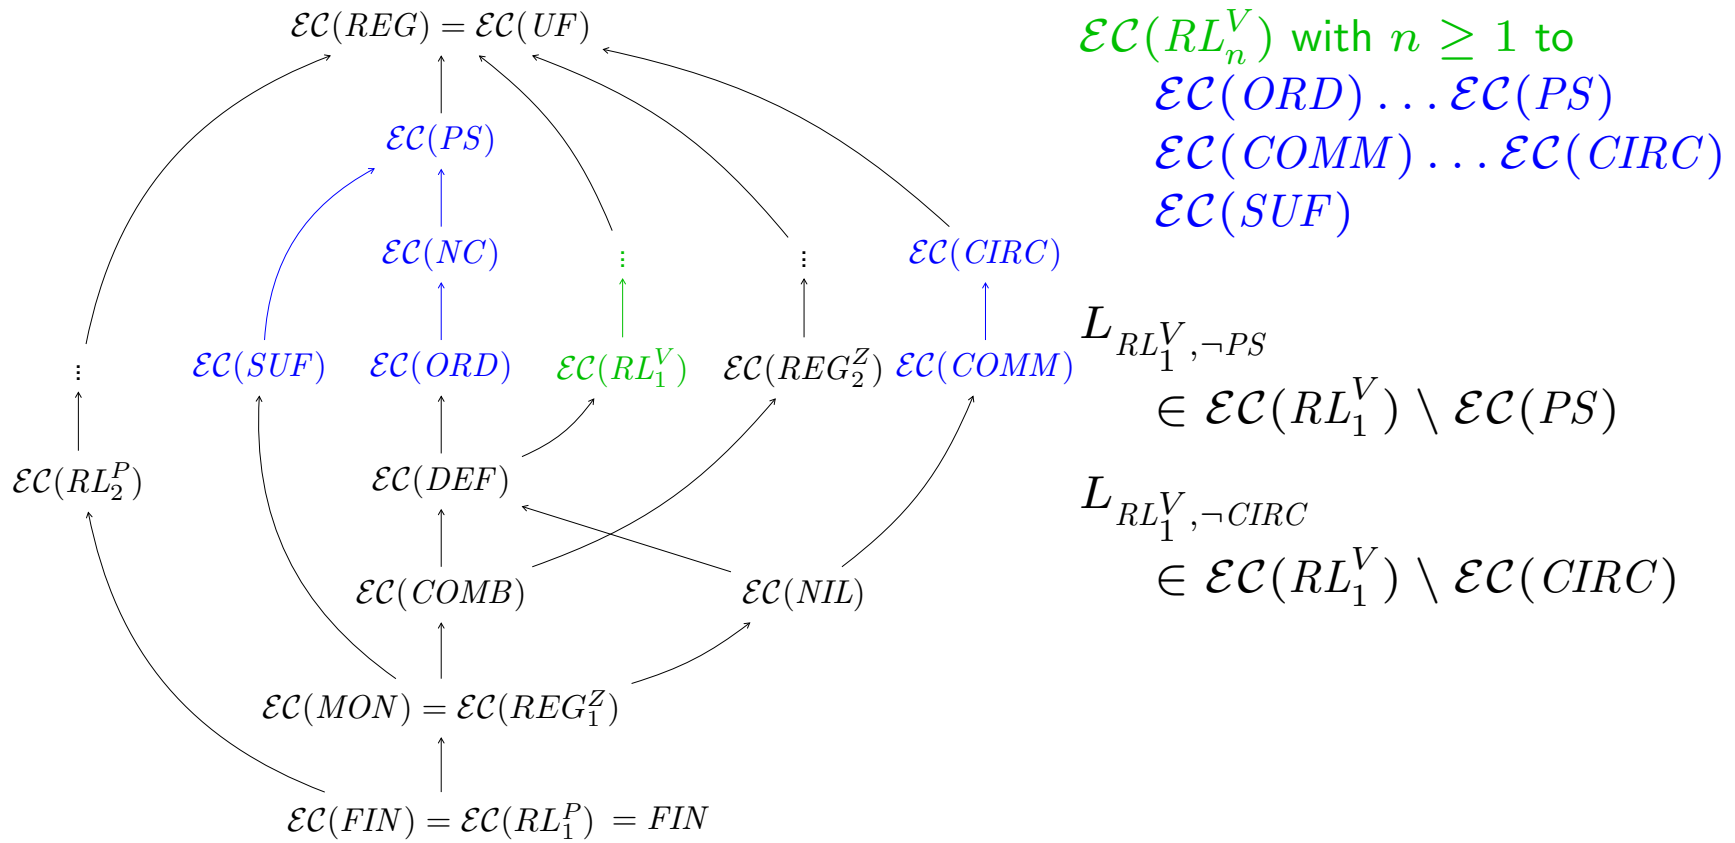 ℰ𝒞(REG) = ℰ𝒞(UF)
ℰ𝒞(PS)
ℰ𝒞(NC)
⋮
⋮
ℰ𝒞(CIRC)
⋮
ℰ𝒞(SUF)
ℰ𝒞(ORD)
ℰ𝒞(RL_1^V)
ℰ𝒞(REG_2^Z)
ℰ𝒞(COMM)
ℰ𝒞(RL_2^P)
ℰ𝒞(DEF)
ℰ𝒞(COMB)
ℰ𝒞(NIL)
ℰ𝒞(MON) = ℰ𝒞(REG_1^Z)
ℰ𝒞(FIN) = ℰ𝒞(RL_1^P) = FIN
ℰ𝒞(RL_n^V) with n ≥ 1 to
ℰ𝒞(ORD) ... ℰ𝒞(PS)
ℰ𝒞(COMM) ... ℰ𝒞(CIRC)
ℰ𝒞(SUF)
L_{RL_1^V,¬PS}
∈ ℰ𝒞(RL_1^V) \ ℰ𝒞(PS)
L_{RL_1^V,¬CIRC}
∈ ℰ𝒞(RL_1^V) \ ℰ𝒞(CIRC)